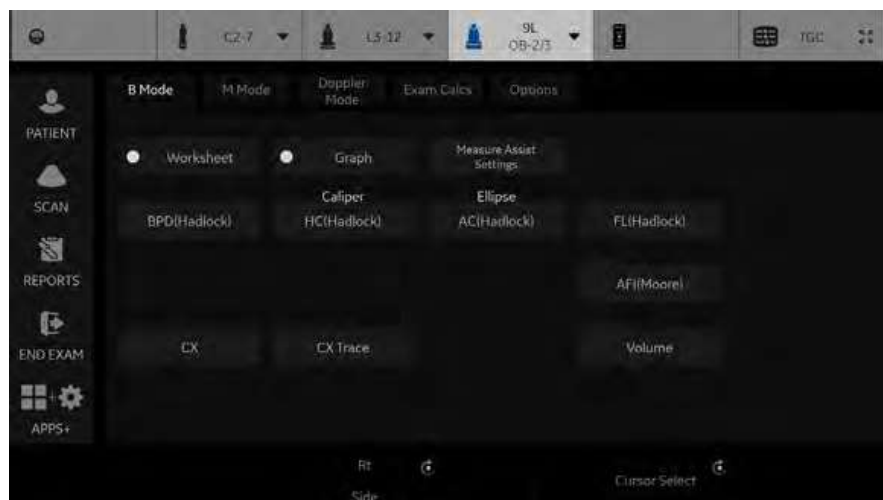 C2-7
L3-12
9L
OB-2/3
TGC
PATIENT
SCAN
REPORTS
END EXAM
APPS+
B Mode
M Mode
Doppler
Mode
Exam Calcs
Options
Worksheet
Graph
Measure Assist
Settings
Caliper
Ellipse
BPD(Hadlock)
HC(Hadlock)
AC(Hadlock)
FL(Hadlock)
AFI(Moore)
CX
CX Trace
Volume
Rt
Side
Cursor Select